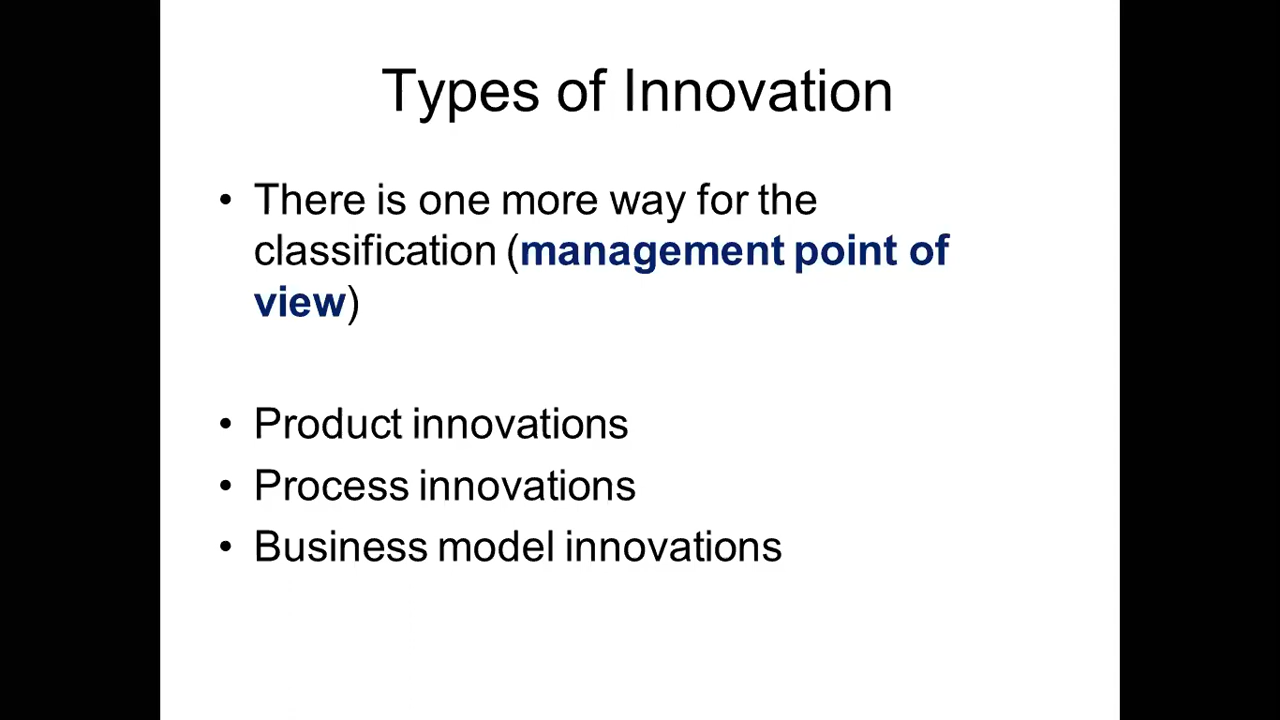 Types of Innovation
• There is one more way for the
classification (management point of
view)
• Product innovations
• Process innovations
• Business model innovations